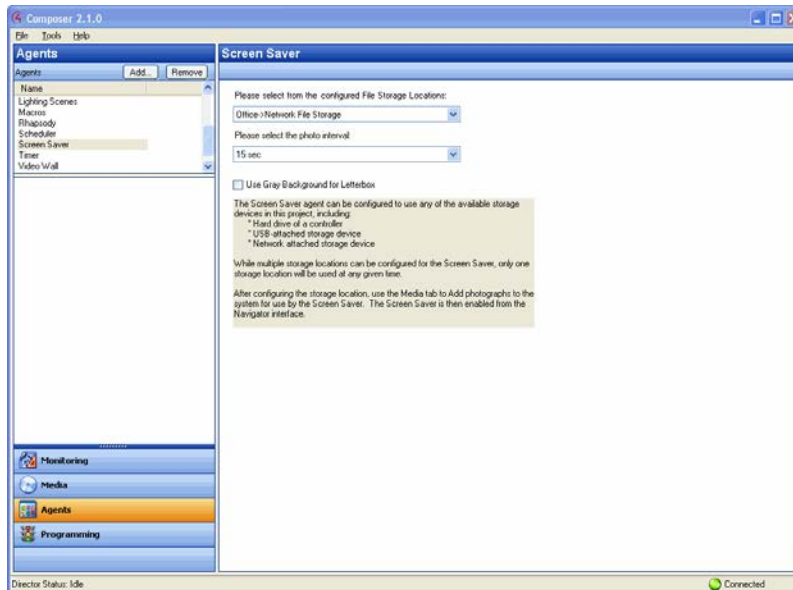 Composer 2.1.0
File Tools Help
Agents
Agents Add... Remove
Name
Lighting Scenes
Macros
Rhapsody
Scheduler
Screen Saver
Timer
Video Wall
Monitoring
Media
Agents
Programming
Screen Saver
Please select from the configured File Storage Locations:
Office->Network File Storage
Please select the photo interval
15 sec
Use Gray Background for Letterbox
The Screen Saver agent can be configured to use any of the available storage
devices in this project, including:
* Hard drive of a controller
* USB-attached storage device
* Network attached storage device
While multiple storage locations can be configured for the Screen Saver, only one
storage location will be used at any given time.
After configuring the storage location, use the Media tab to Add photographs to the
system for use by the Screen Saver. The Screen Saver is then enabled from the
Navigator interface.
Director Status: Idle
Connected